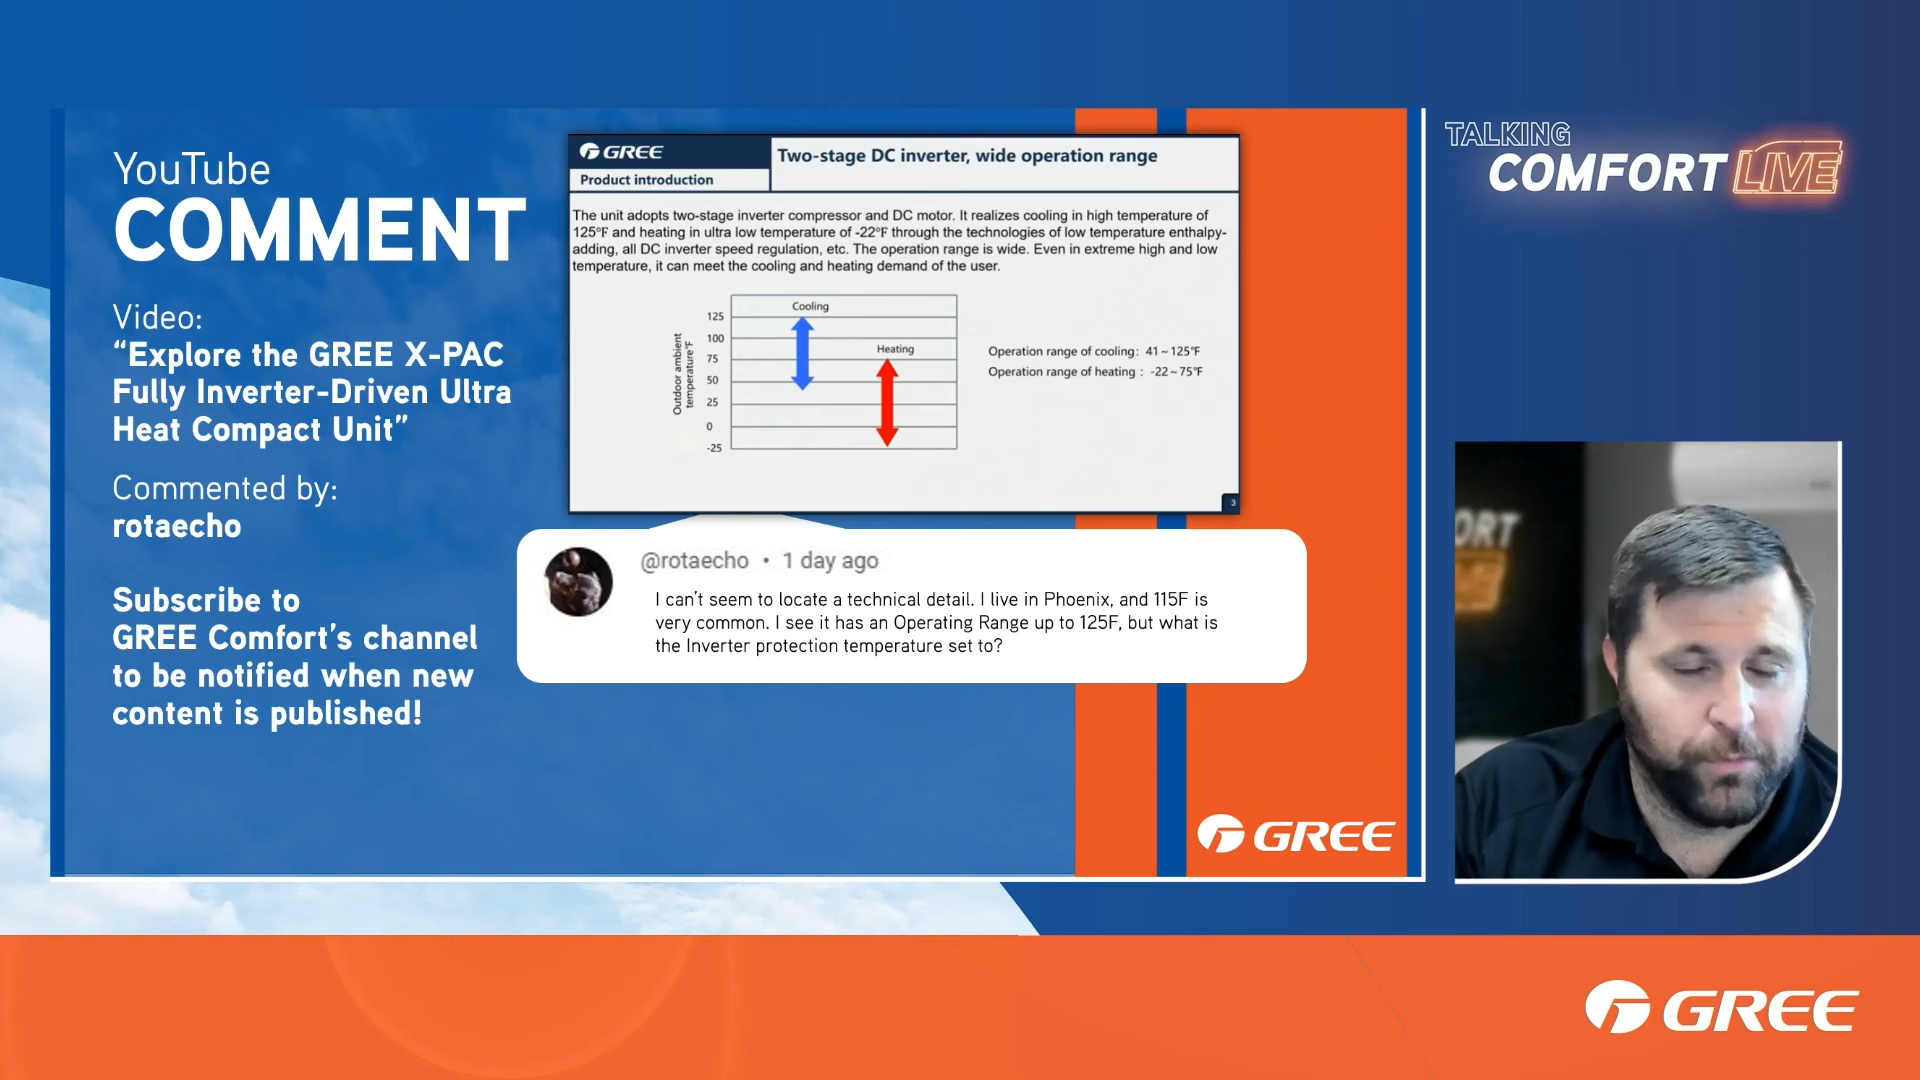 YouTube
COMMENT
Video:
“Explore the GREE X-PAC
Fully Inverter-Driven Ultra
Heat Compact Unit”
Commented by:
rotaecho
Subscribe to
GREE Comfort’s channel
to be notified when new
content is published!
GREE
Product introduction
Two-stage DC inverter, wide operation range
The unit adopts two-stage inverter compressor and DC motor. It realizes cooling in high temperature of
125°F and heating in ultra low temperature of -22°F through the technologies of low temperature enthalpy-
adding, all DC inverter speed regulation, etc. The operation range is wide. Even in extreme high and low
temperature, it can meet the cooling and heating demand of the user.
Outdoor ambient
temperature°F
125
100
75
50
25
0
-25
Cooling
Heating
Operation range of cooling: 41~125°F
Operation range of heating : -22~75°F
3
@rotaecho • 1 day ago
I can’t seem to locate a technical detail. I live in Phoenix, and 115F is
very common. I see it has an Operating Range up to 125F, but what is
the Inverter protection temperature set to?
GREE
TALKING
COMFORT LIVE
ORT
GREE